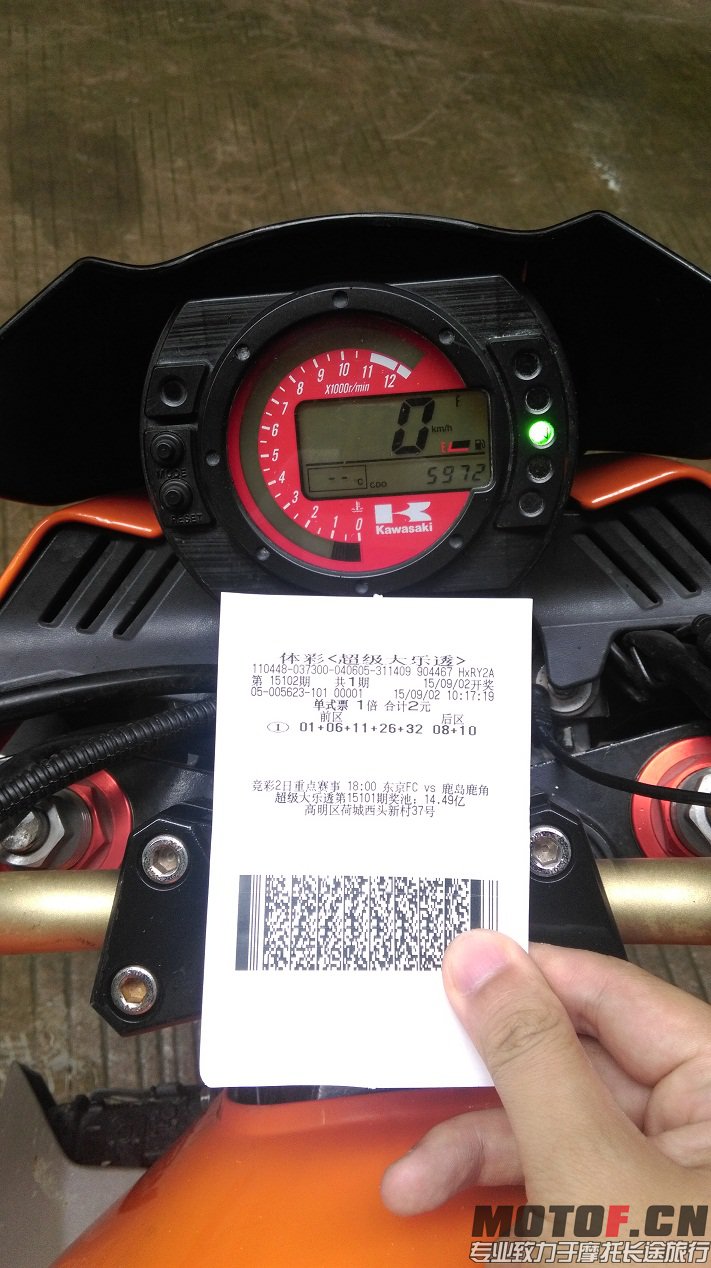 12
11
10
9
8
7
6
5
4
3
2
1
0
X1000r/min
F
0
km/h
E
-- °C
ODO
5972
MODE
RESET
Kawasaki
体彩<超级大乐透>
110448-037300-040605-311409 904467 HxRY2A
第 15102期 共1期 15/09/02开奖
05-005623-101 00001 15/09/02 10:17:19
单式票 1倍 合计2元
前区 后区
① 01+06+11+26+32 08+10
竞彩2日重点赛事 18:00 东京FC vs 鹿岛鹿角
超级大乐透第15101期奖池: 14.49亿
高明区荷城西头新村37号
MOTOF.CN
专业致力于摩托长途旅行